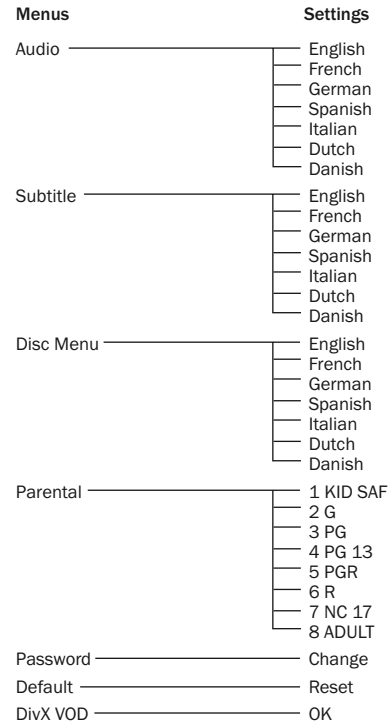 Menus Settings
Audio English
French
German
Spanish
Italian
Dutch
Danish
Subtitle English
French
German
Spanish
Italian
Dutch
Danish
Disc Menu English
French
German
Spanish
Italian
Dutch
Danish
Parental 1 KID SAF
2 G
3 PG
4 PG 13
5 PGR
6 R
7 NC 17
8 ADULT
Password Change
Default Reset
DivX VOD OK